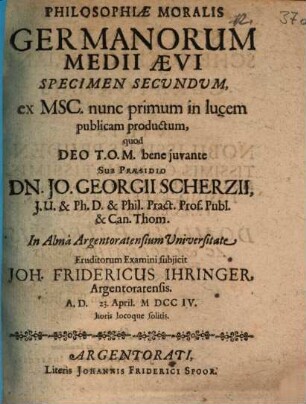 PHILOSOPHIÆ MORALIS
GERMANORUM
MEDII ÆVI
SPECIMEN SECUNDUM,
ex MSC. nunc primum in lucem
publicam productum,
quod
DEO T.O.M. bene juvante
SUB PRÆSIDIO
DN. JO. GEORGII SCHERZII,
J.U. & Ph. D. & Phil. Pract. Prof. Publ.
& Can. Thom.
In Almâ Argentoratensium Universitate
Eruditorum Examini subjicit
JOH. FRIDERICUS IHRINGER,
Argentorarensis.
A. D. 23. April. M DCC IV.
horis locoque solitis.
ARGENTORATI,
Literis JOHANNIS FRIDERICI SPOOR.